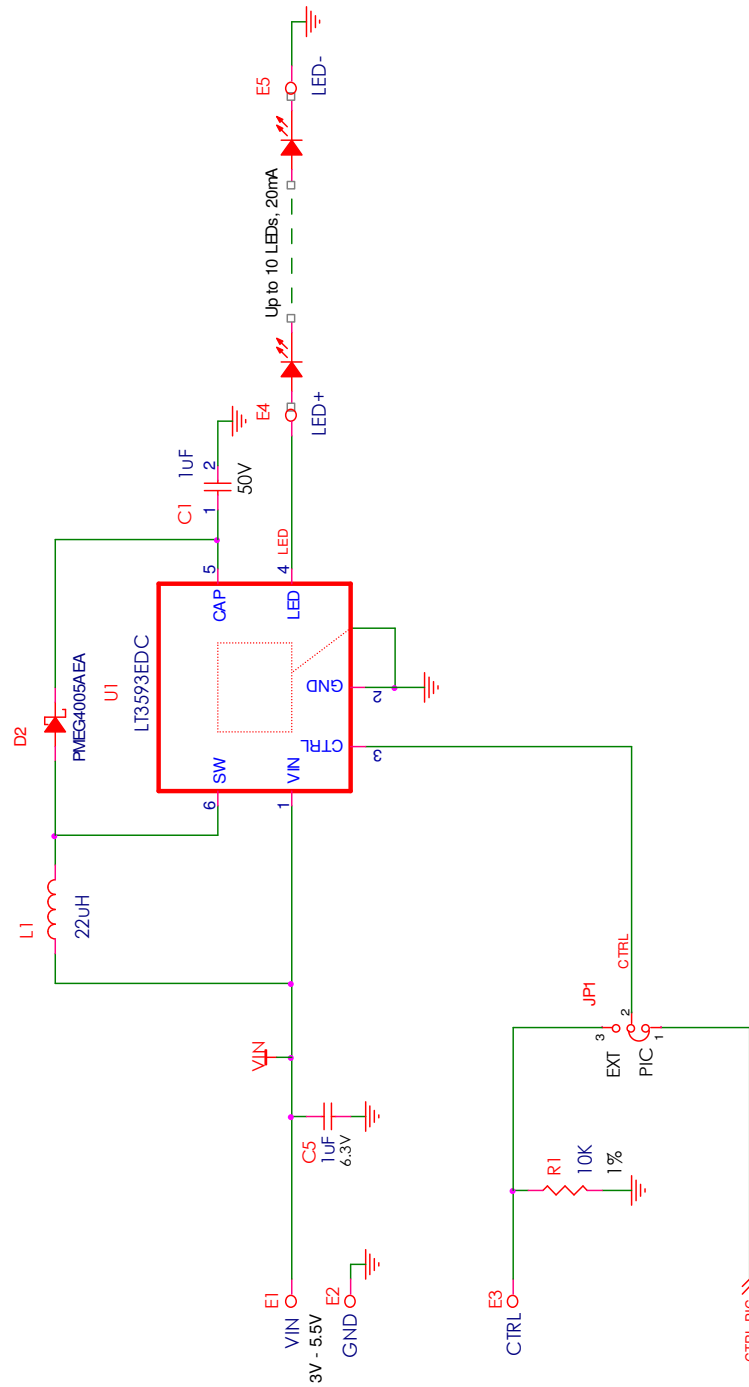 D2
PMEG4005AEA
L1
22uH
U1
LT3593EDC
6
SW
CAP
5
1
VIN
LED
4
LED
CTRL
3
GND
2
C1
1uF
1
2
50V
E4
LED+
Up to 10 LEDs, 20mA
E5
LED-
VIN
C5
1uF
6.3V
E1
VIN
3V - 5.5V
E2
GND
E3
CTRL
R1
10K
1%
JP1
3
EXT
2
CTRL
PIC
1
CTRL_PIC